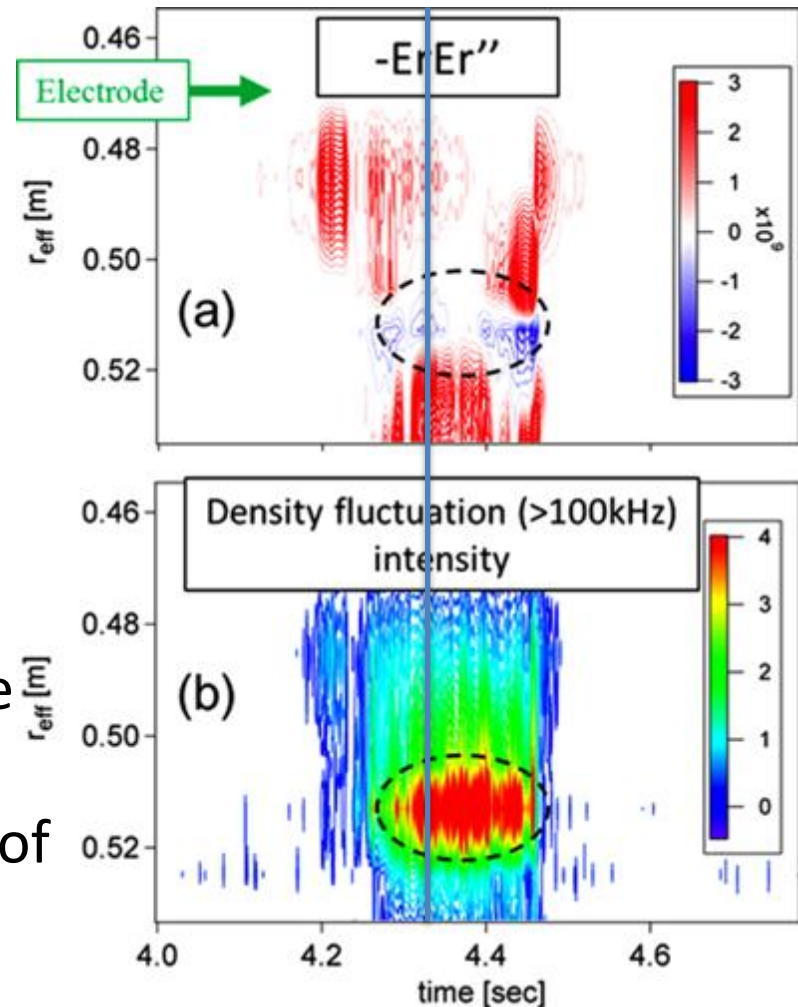 0.46
-ErEr’’
Electrode
3
2
1
0
-1
-2
-3
x10⁹
0.48
0.50
0.52
r_eff [m]
(a)
Density fluctuation (>100kHz)
intensity
0.46
0.48
0.50
0.52
r_eff [m]
(b)
4
3
2
1
0
e
of
4.0 4.2 4.4 4.6
time [sec]